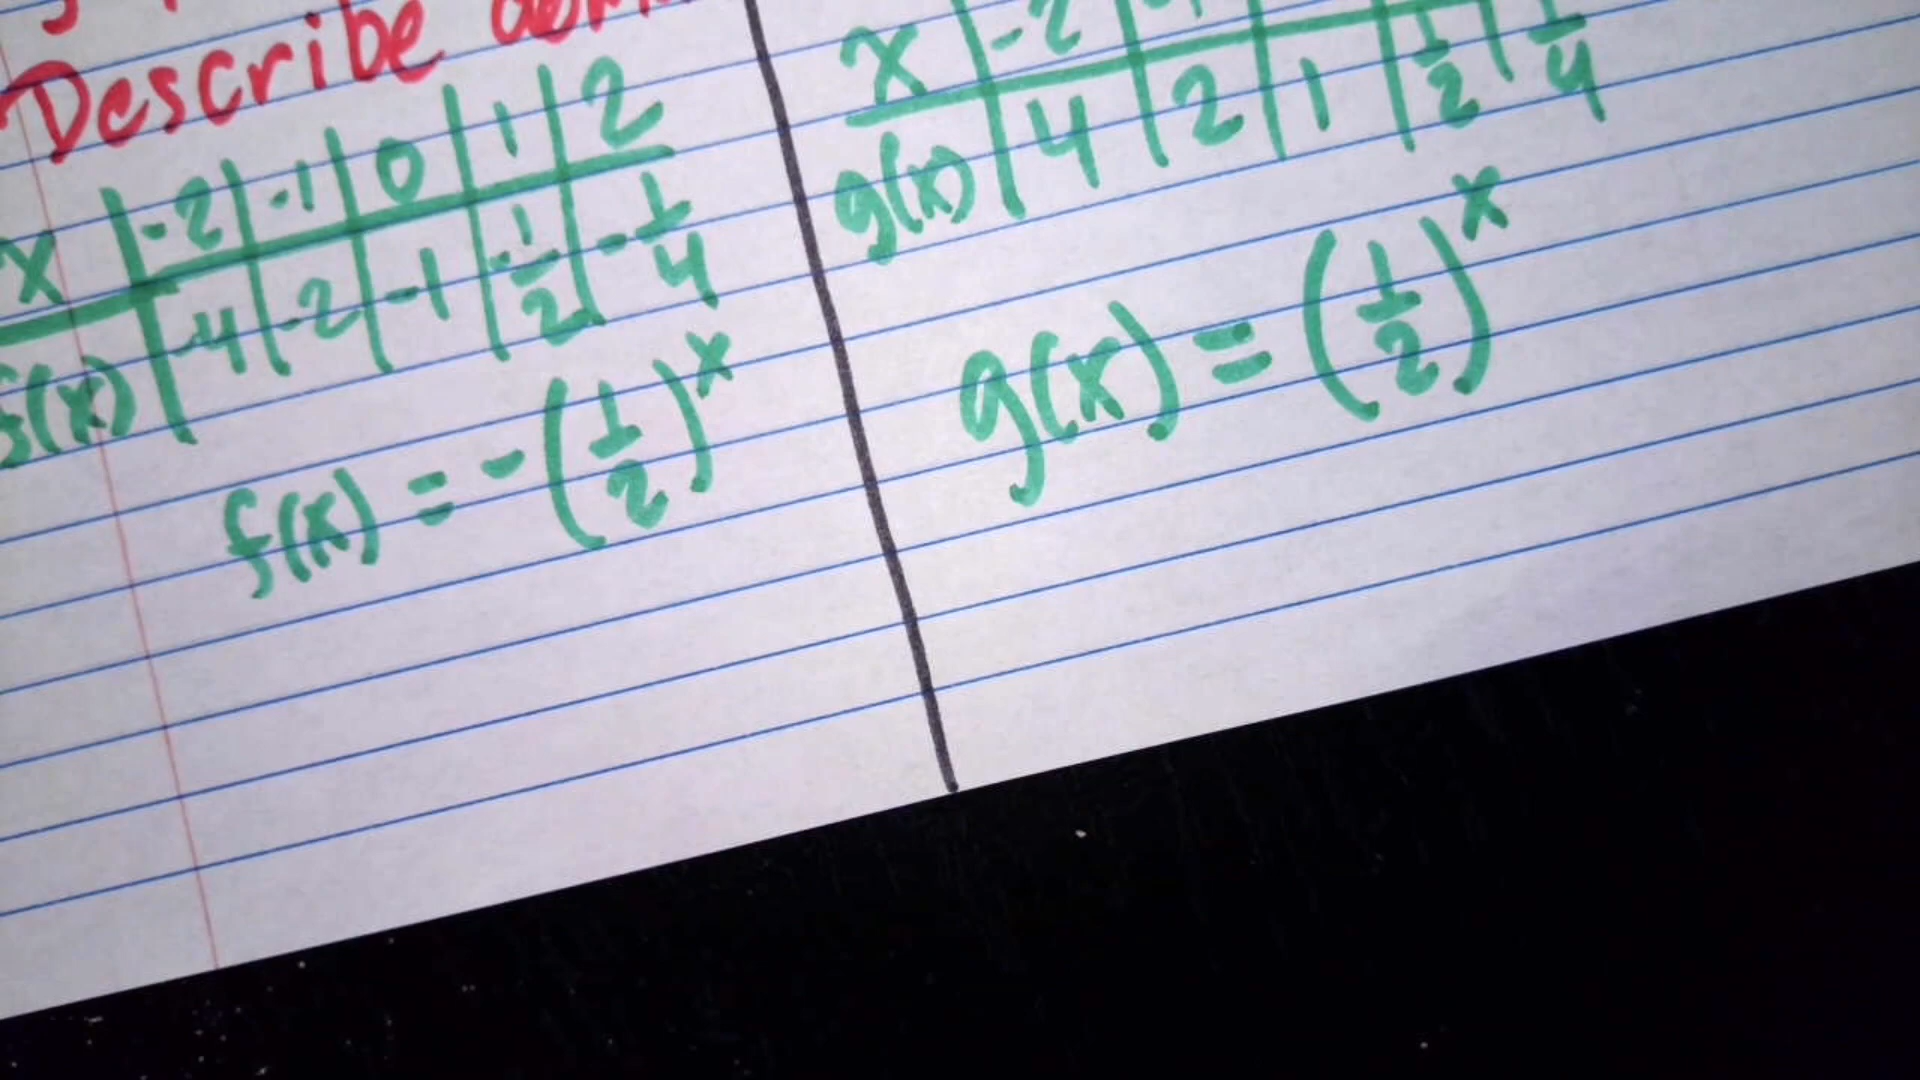 Describe
x | -2 | -1 | 0 | 1 | 2
f(x) | -4 | -2 | -1 | -1/2 | -1/4
f(x) = -(1/2)^x
x | -2
g(x) | 4 | 2 | 1 | 1/2 | 1/4
g(x) = (1/2)^x